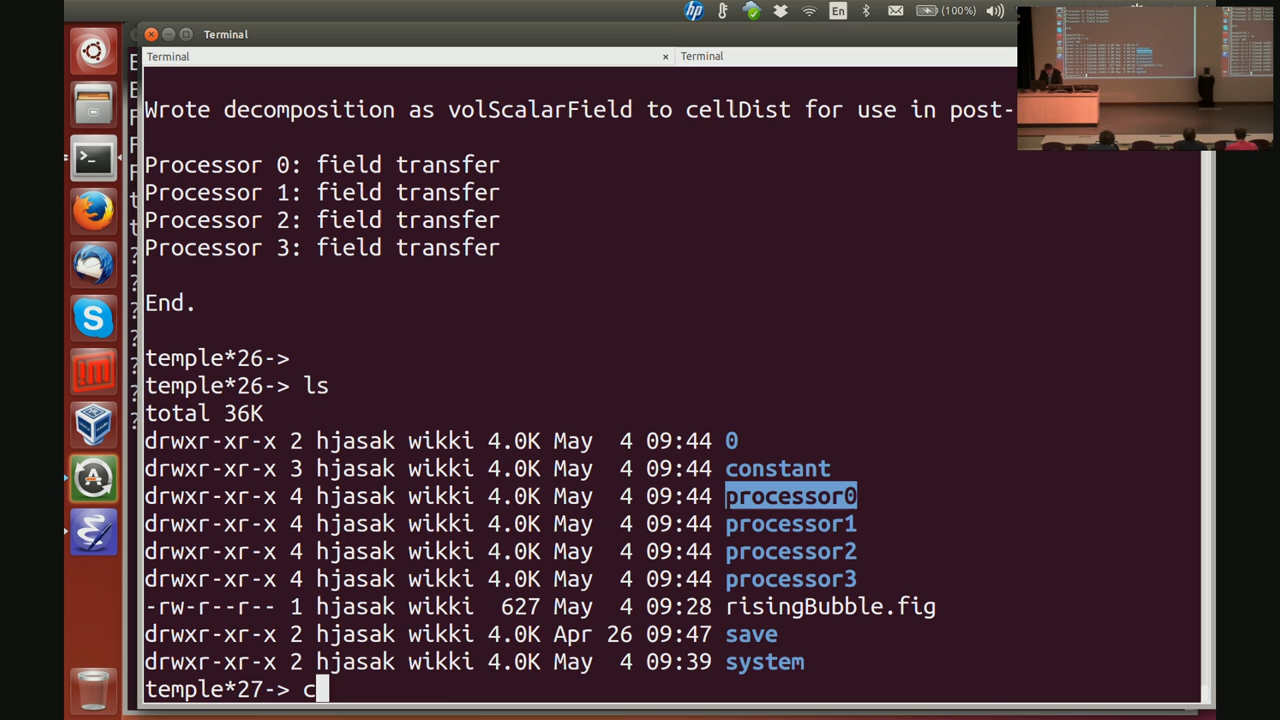 hp
En
(100%)
Terminal
Terminal
Terminal
Wrote decomposition as volScalarField to cellDist for use in post-
Processor 0: field transfer
Processor 1: field transfer
Processor 2: field transfer
Processor 3: field transfer
End.
temple*26->
temple*26-> ls
total 36K
drwxr-xr-x 2 hjasak wikki 4.0K May  4 09:44 0
drwxr-xr-x 3 hjasak wikki 4.0K May  4 09:44 constant
drwxr-xr-x 4 hjasak wikki 4.0K May  4 09:44 processor0
drwxr-xr-x 4 hjasak wikki 4.0K May  4 09:44 processor1
drwxr-xr-x 4 hjasak wikki 4.0K May  4 09:44 processor2
drwxr-xr-x 4 hjasak wikki 4.0K May  4 09:44 processor3
-rw-r--r-- 1 hjasak wikki  627 May  4 09:28 risingBubble.fig
drwxr-xr-x 2 hjasak wikki 4.0K Apr 26 09:47 save
drwxr-xr-x 2 hjasak wikki 4.0K May  4 09:39 system
temple*27-> c